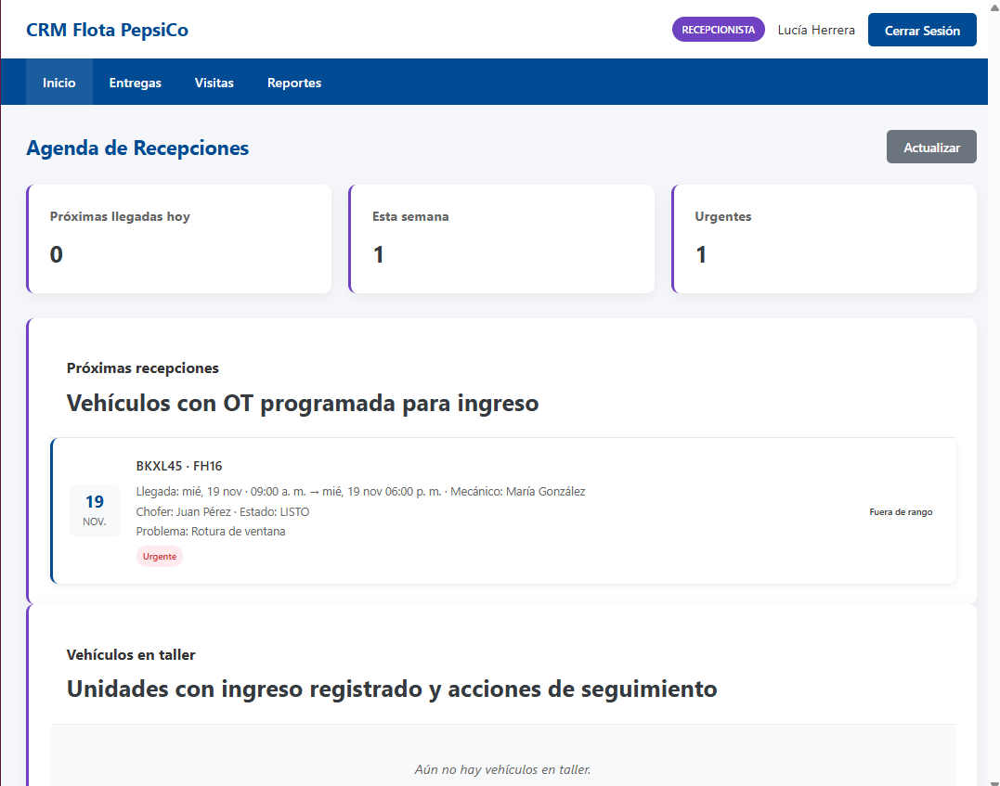 CRM Flota PepsiCo
RECEPCIONISTA
Lucía Herrera
Cerrar Sesión
Inicio
Entregas
Visitas
Reportes
Agenda de Recepciones
Actualizar
Próximas llegadas hoy
0
Esta semana
1
Urgentes
1
Próximas recepciones
Vehículos con OT programada para ingreso
19
NOV.
BKXL45 · FH16
Llegada: mié, 19 nov · 09:00 a. m. → mié, 19 nov 06:00 p. m. · Mecánico: María González
Chofer: Juan Pérez · Estado: LISTO
Problema: Rotura de ventana
Urgente
Fuera de rango
Vehículos en taller
Unidades con ingreso registrado y acciones de seguimiento
Aún no hay vehículos en taller.